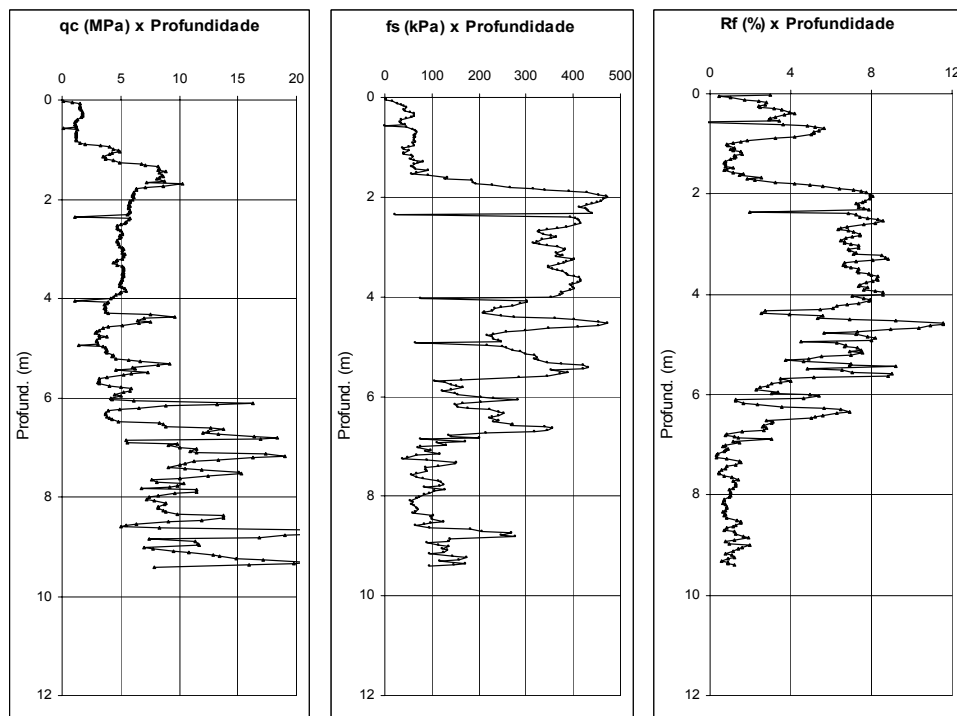 qc (MPa) x Profundidade
0 5 10 15 20
0
2
4
6
8
10
12
Profund. (m)
fs (kPa) x Profundidade
0 100 200 300 400 500
0
2
4
6
8
10
12
Profund. (m)
Rf (%) x Profundidade
0 4 8 12
0
2
4
6
8
10
12
Profund. (m)